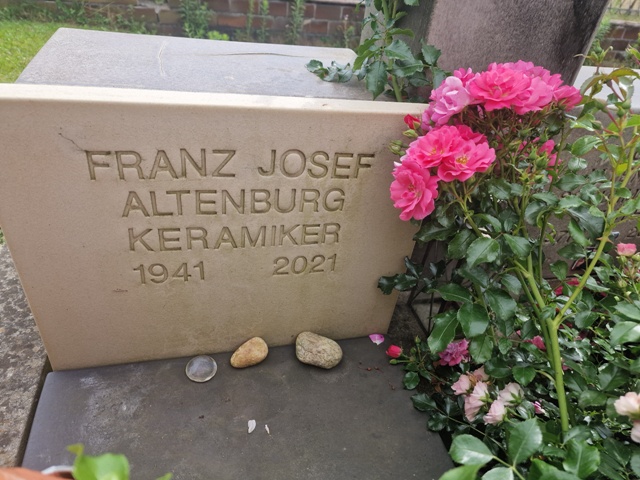 FRANZ JOSEF
ALTENBURG
KERAMIKER
1941 2021